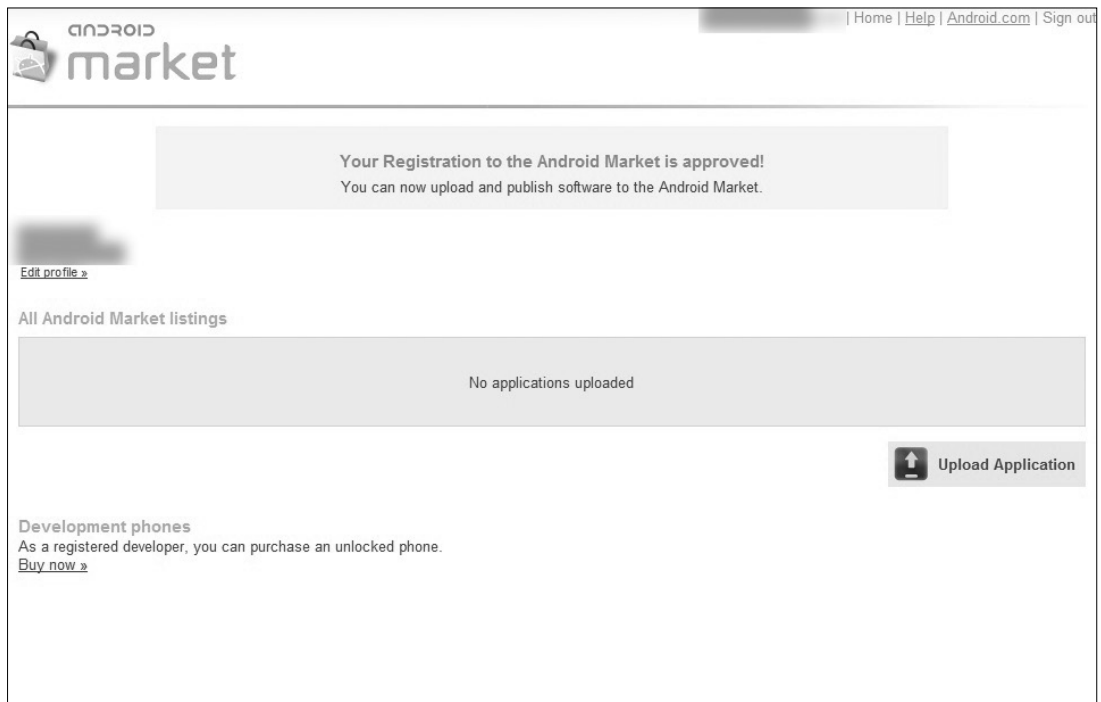 | Home | Help | Android.com | Sign out
android
market
Your Registration to the Android Market is approved!
You can now upload and publish software to the Android Market.
Edit profile »
All Android Market listings
No applications uploaded
Upload Application
Development phones
As a registered developer, you can purchase an unlocked phone.
Buy now »